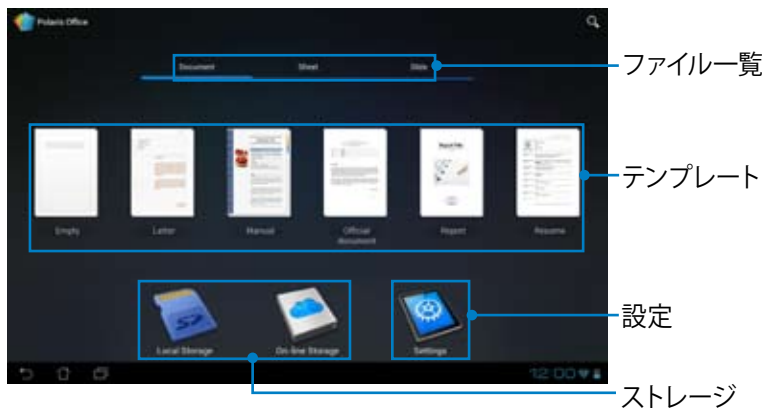 Polaris Office
Document Sheet Slide
ファイル一覧
テンプレート
Empty Letter Manual Official document Report Resume
設定
Local Storage On-line Storage Settings
12:00
ストレージ